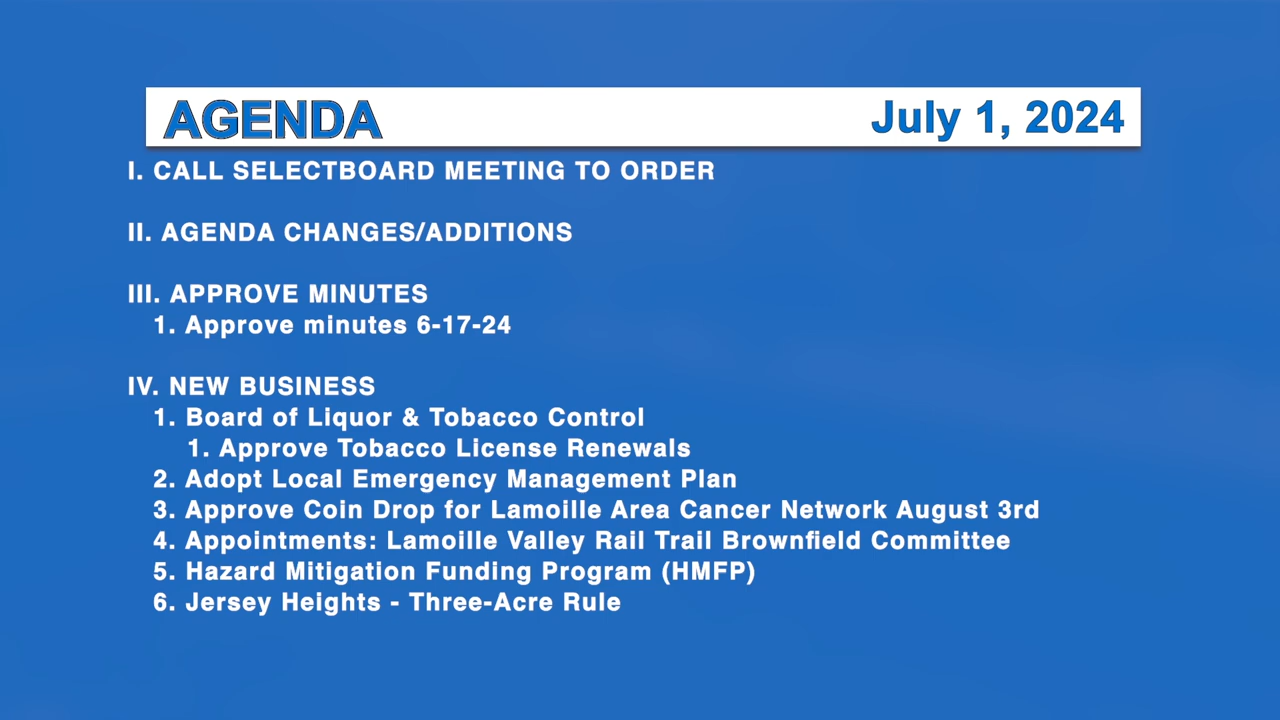 AGENDA July 1, 2024
I. CALL SELECTBOARD MEETING TO ORDER
II. AGENDA CHANGES/ADDITIONS
III. APPROVE MINUTES
1. Approve minutes 6-17-24
IV. NEW BUSINESS
1. Board of Liquor & Tobacco Control
1. Approve Tobacco License Renewals
2. Adopt Local Emergency Management Plan
3. Approve Coin Drop for Lamoille Area Cancer Network August 3rd
4. Appointments: Lamoille Valley Rail Trail Brownfield Committee
5. Hazard Mitigation Funding Program (HMFP)
6. Jersey Heights - Three-Acre Rule